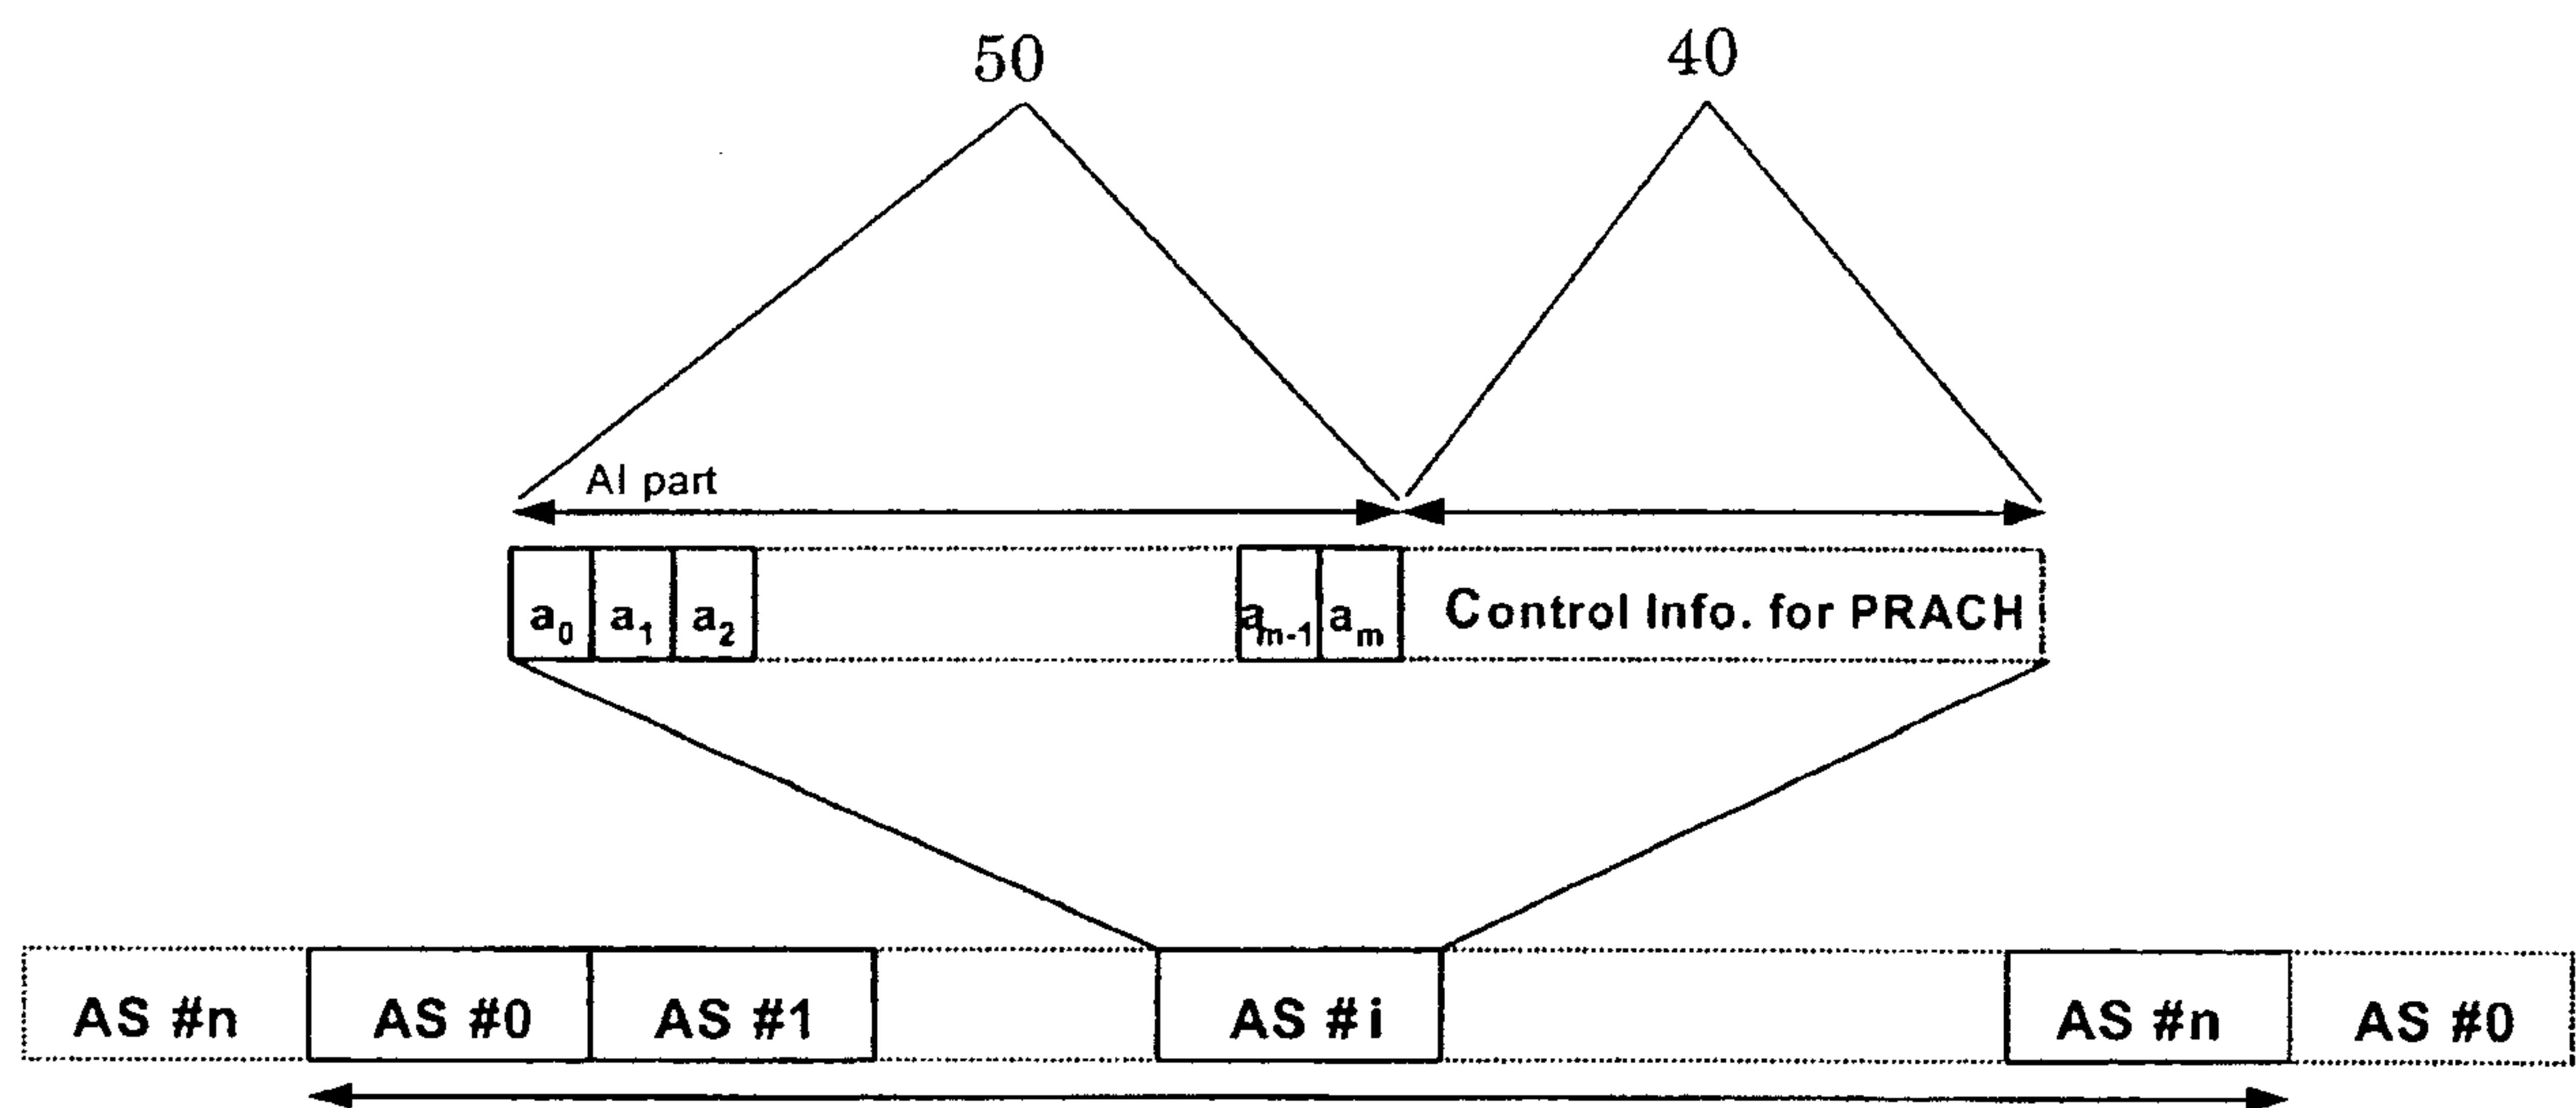 50 40
AI part
a0 a1 a2 am-1 am Control Info. for PRACH
AS #n AS #0 AS #1 AS #i AS #n AS #0